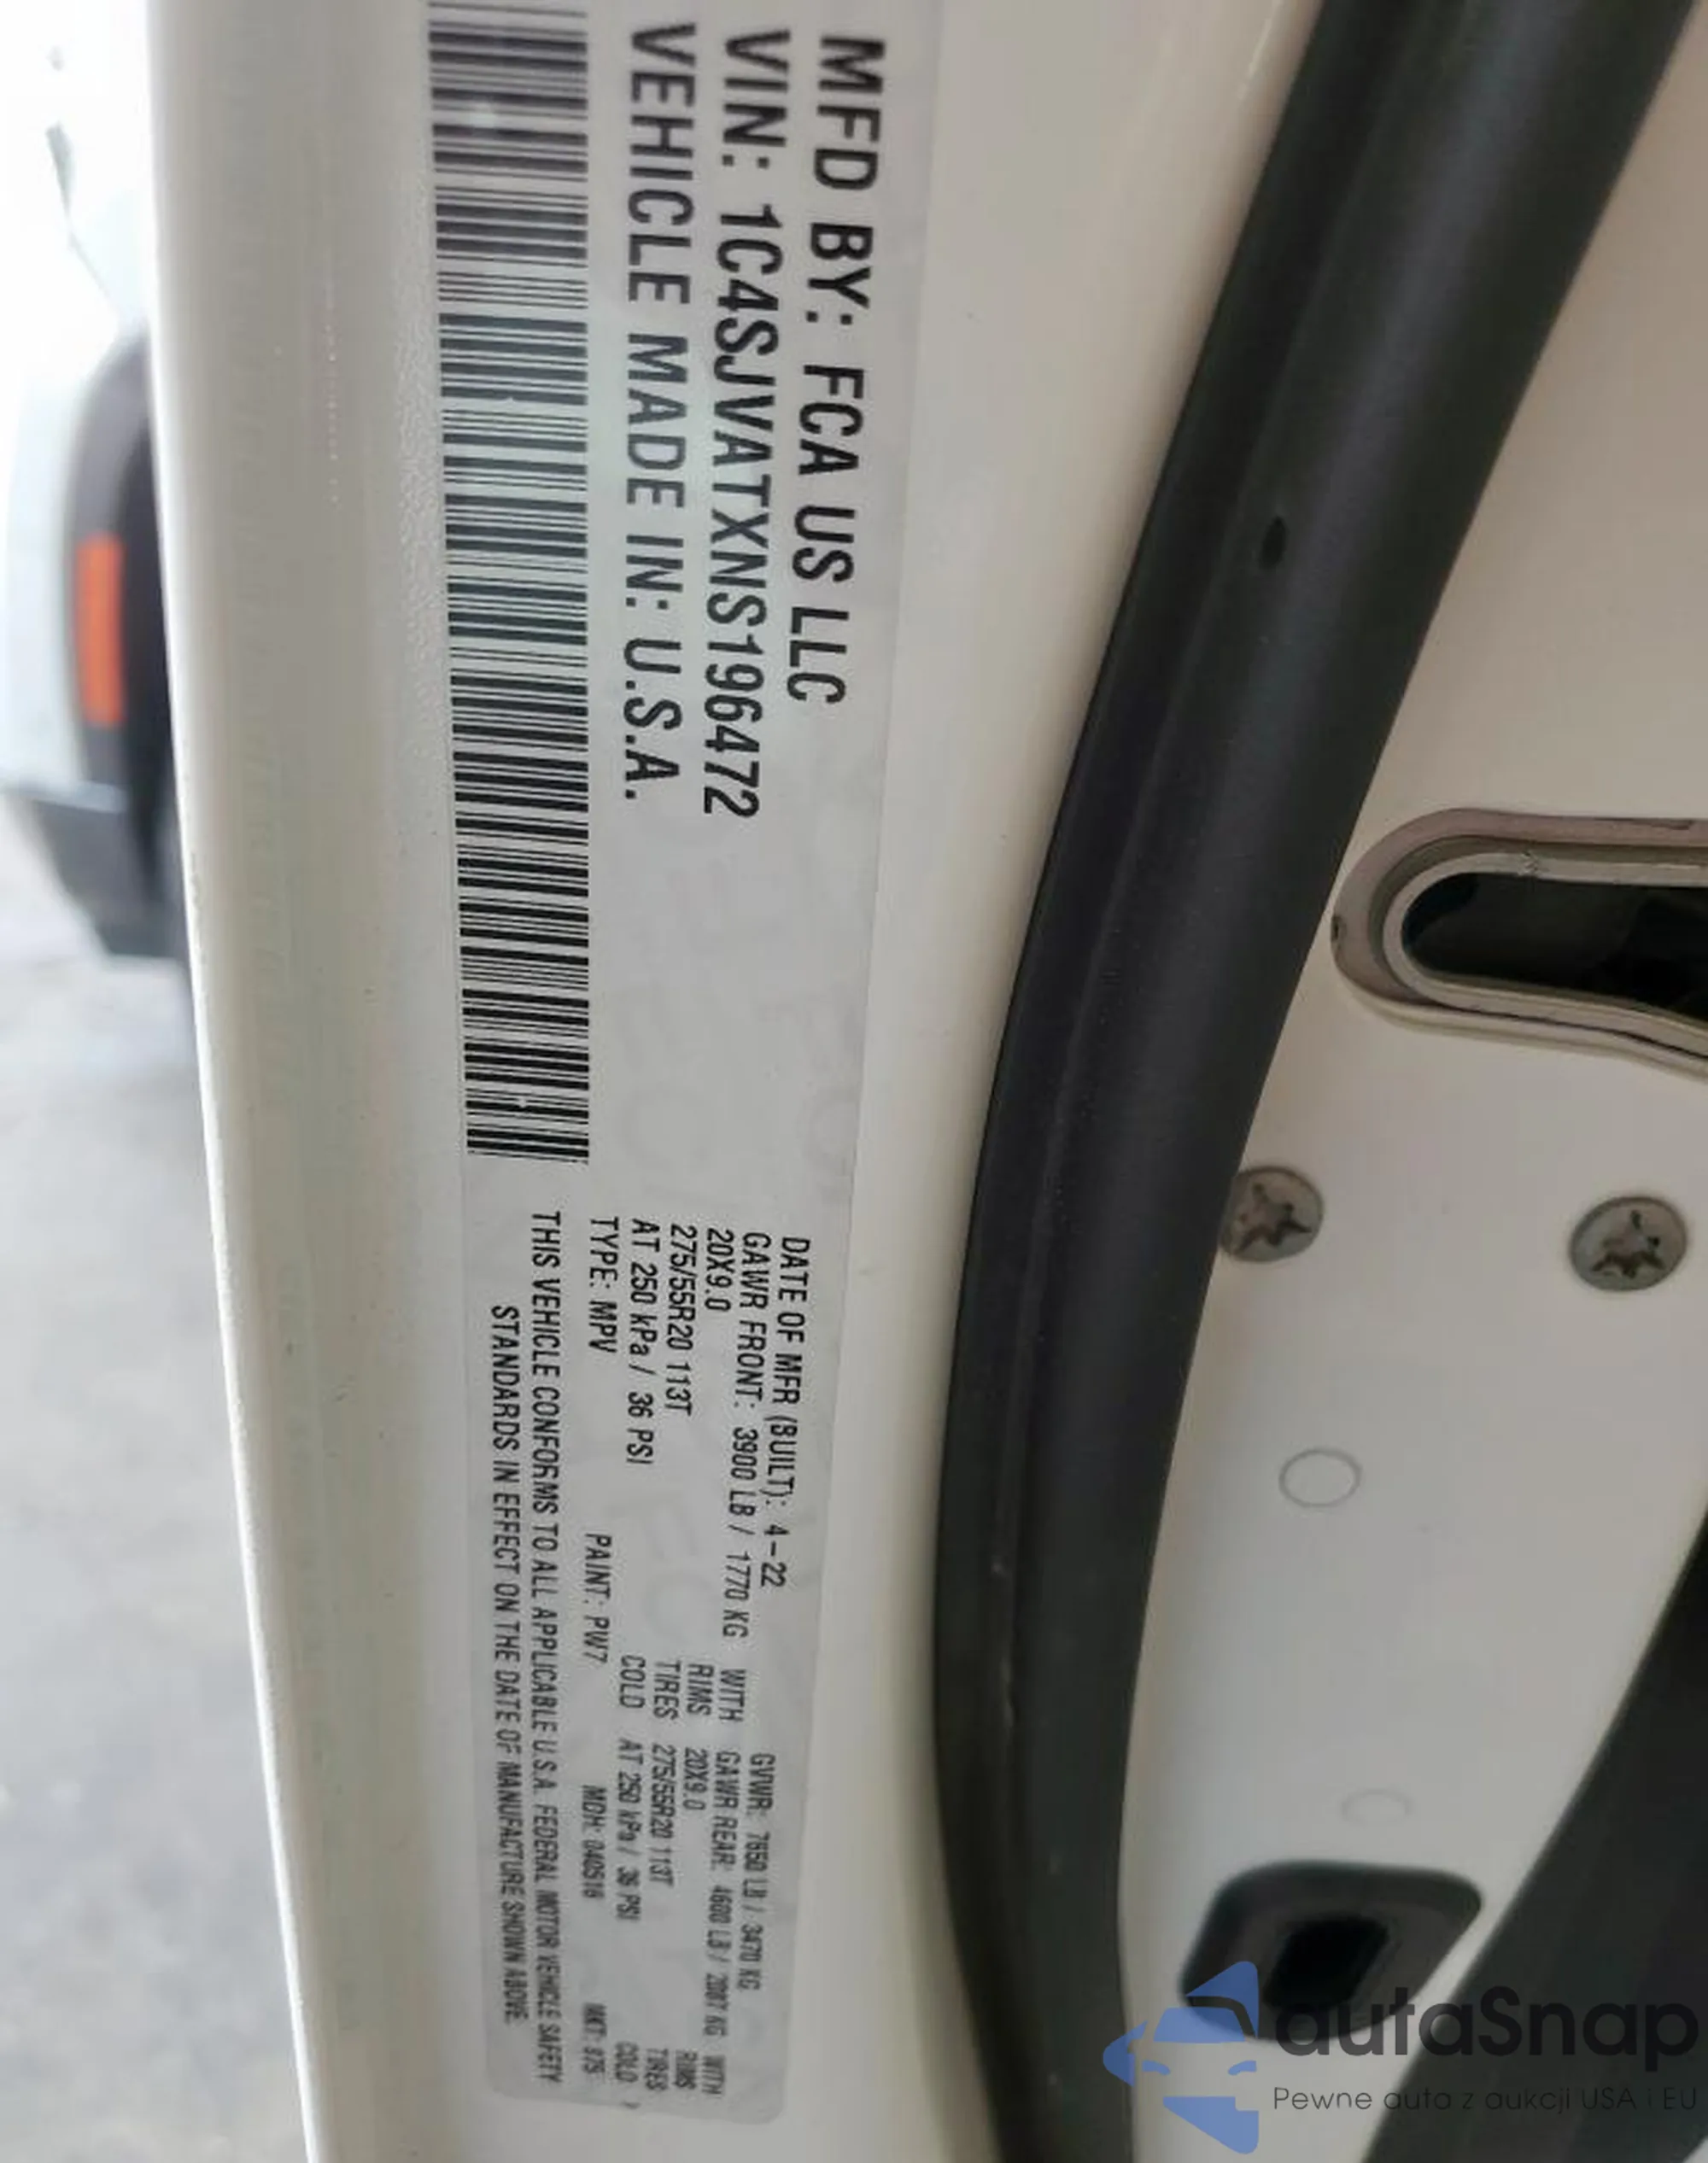 MFD BY: FCA US LLC
VIN: 1C4SJVATXNS196472
VEHICLE MADE IN: U.S.A.
DATE OF MFR (BUILT): 4-22 GVWR: 7650 LB / 3470 KG
GAWR FRONT: 3900 LB / 1770 KG WITH GAWR REAR: 4600 LB / 2087 KG WITH
20X9.0 RIMS 20X9.0 RIMS
275/55R20 113T TIRES 275/55R20 113T TIRES
AT 250 kPa / 36 PSI COLD AT 250 kPa / 36 PSI COLD
TYPE: MPV PAINT: PW7 MDH: 040516 MKT: 975
THIS VEHICLE CONFORMS TO ALL APPLICABLE U.S.A. FEDERAL MOTOR VEHICLE SAFETY
STANDARDS IN EFFECT ON THE DATE OF MANUFACTURE SHOWN ABOVE.
autaSnap
Pewne auta z aukcji USA i EU